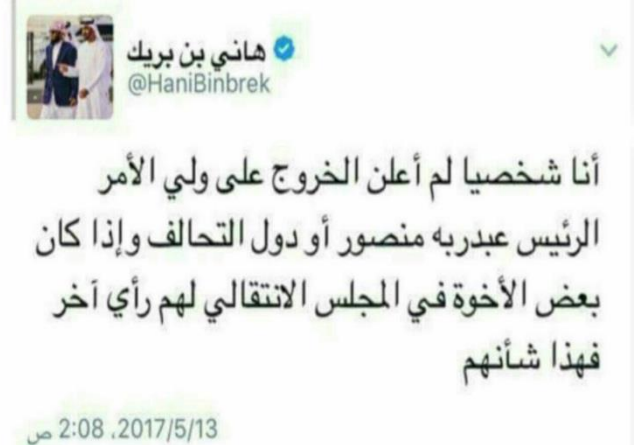 هاني بن بريك
@HaniBinbrek
أنا شخصيا لم أعلن الخروج على ولي الأمر
الرئيس عبدربه منصور أو دول التحالف وإذا كان
بعض الأخوة في المجلس الانتقالي لهم رأي آخر
فهذا شأنهم
2017/5/13، 2:08 ص